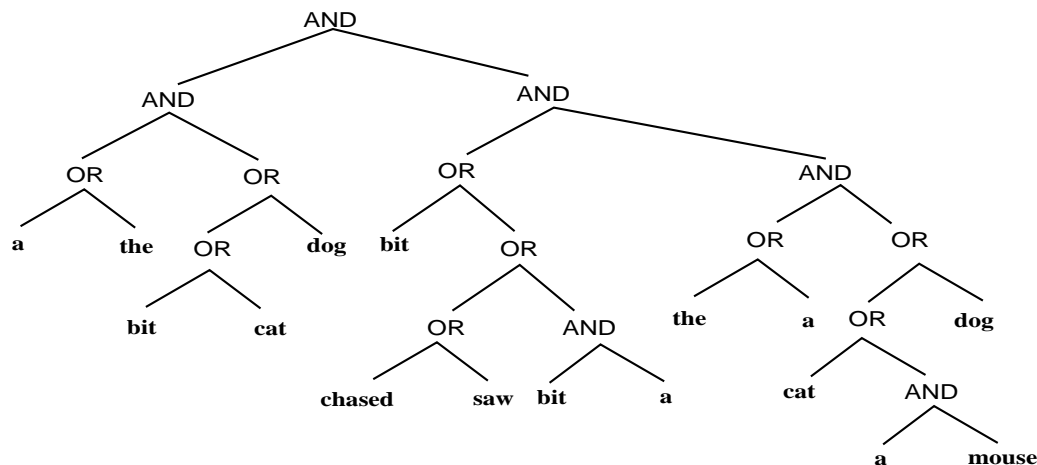 AND
AND AND
OR OR OR AND
a the OR dog bit OR OR OR
bit cat OR AND the a OR dog
chased saw bit a cat AND
a mouse